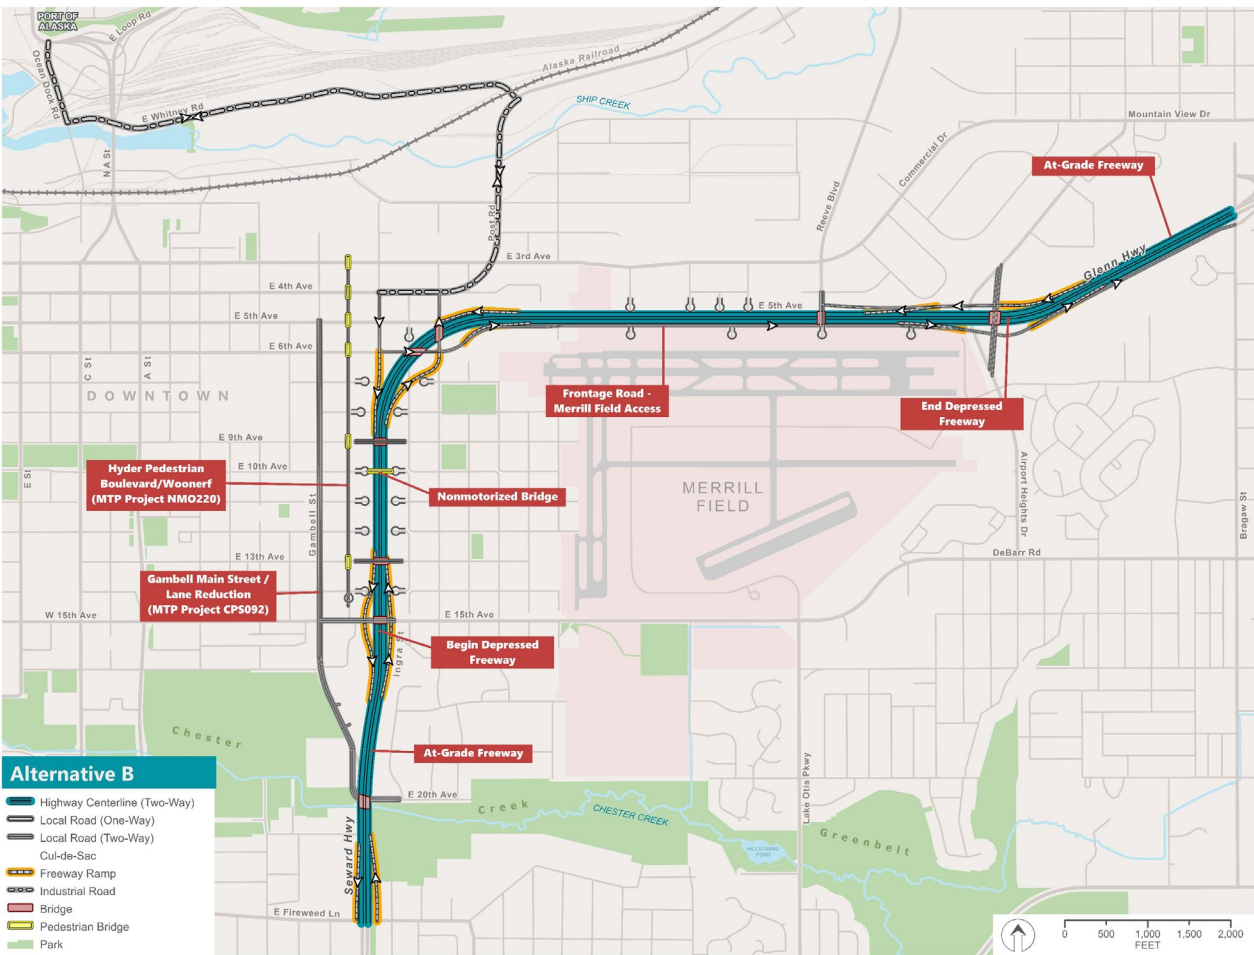 PORT OF
ALASKA
E Loop Rd
Ocean Dock Rd
E Whitney Rd
Alaska Railroad
SHIP CREEK
Mountain View Dr
Commercial Dr
At-Grade Freeway
N A St
Post Rd
Reeve Blvd
E 3rd Ave
Glenn Hwy
E 4th Ave
E 5th Ave
E 5th Ave
E 6th Ave
C St
A St
DOWNTOWN
Frontage Road -
Merrill Field Access
End Depressed
Freeway
E 9th Ave
E 10th Ave
E St
Hyder Pedestrian
Boulevard/Woonerf
(MTP Project NMO220)
Nonmotorized Bridge
MERRILL
FIELD
Airport Heights Dr
Bragaw St
Gambell St
E 13th Ave
DeBarr Rd
Gambell Main Street /
Lane Reduction
(MTP Project CPS092)
W 15th Ave
E 15th Ave
Ingra St
Begin Depressed
Freeway
Chester
At-Grade Freeway
E 20th Ave
Creek
CHESTER CREEK
Lake Otis Pkwy
Greenbelt
HILLSTRAND
POND
Seward Hwy
E Fireweed Ln
Alternative B
Highway Centerline (Two-Way)
Local Road (One-Way)
Local Road (Two-Way)
Cul-de-Sac
Freeway Ramp
Industrial Road
Bridge
Pedestrian Bridge
Park
0 500 1,000 1,500 2,000
FEET